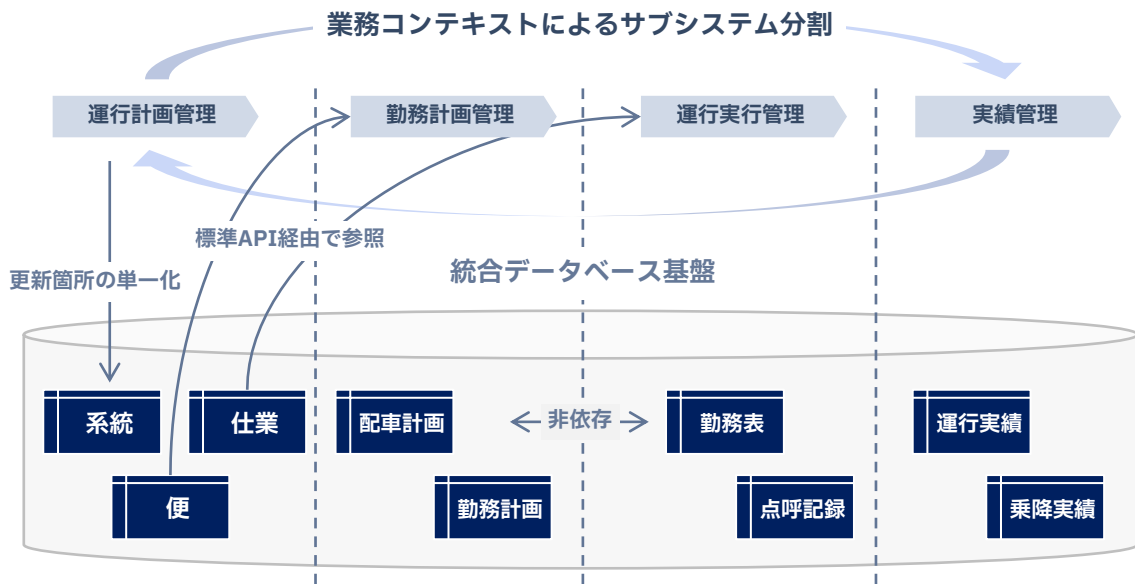 業務コンテキストによるサブシステム分割
運行計画管理
勤務計画管理
運行実行管理
実績管理
標準API経由で参照
更新箇所の単一化
統合データベース基盤
系統
仕業
配車計画
非依存
勤務表
運行実績
便
勤務計画
点呼記録
乗降実績